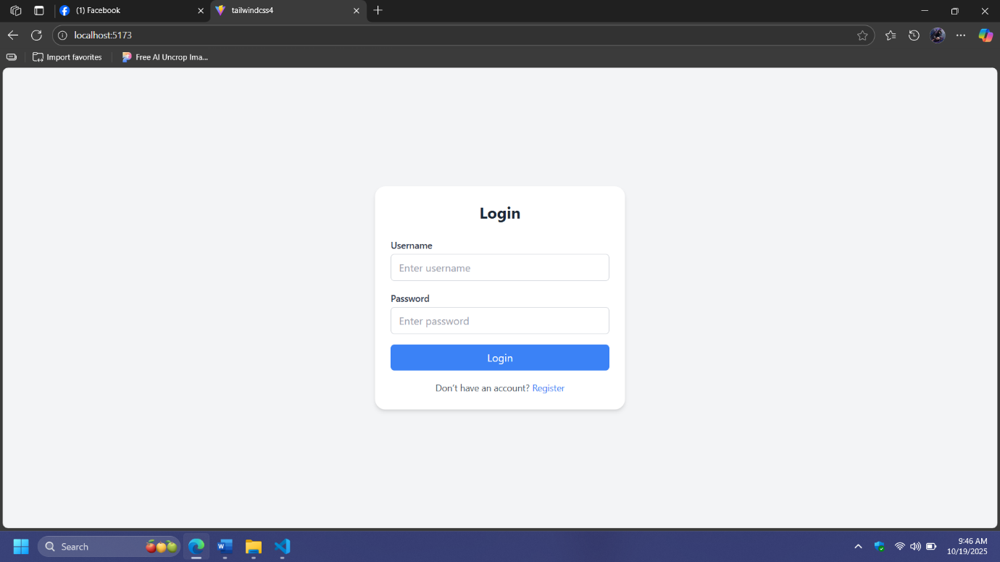 (1) Facebook
tailwindcss4
localhost:5173
Import favorites
Free AI Uncrop Ima...
Login
Username
Enter username
Password
Enter password
Login
Don't have an account? Register
Search
9:46 AM
10/19/2025